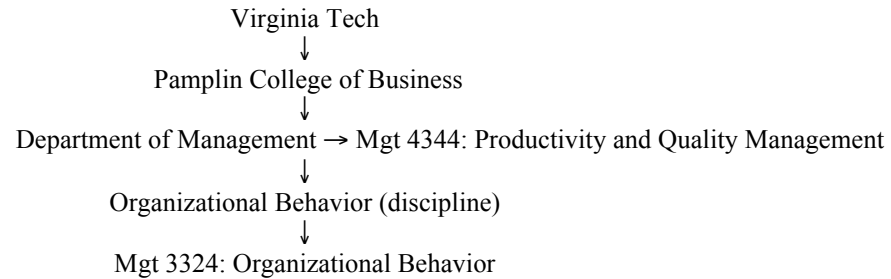 Virginia Tech
↓
Pamplin College of Business
↓
Department of Management → Mgt 4344: Productivity and Quality Management
↓
Organizational Behavior (discipline)
↓
Mgt 3324: Organizational Behavior